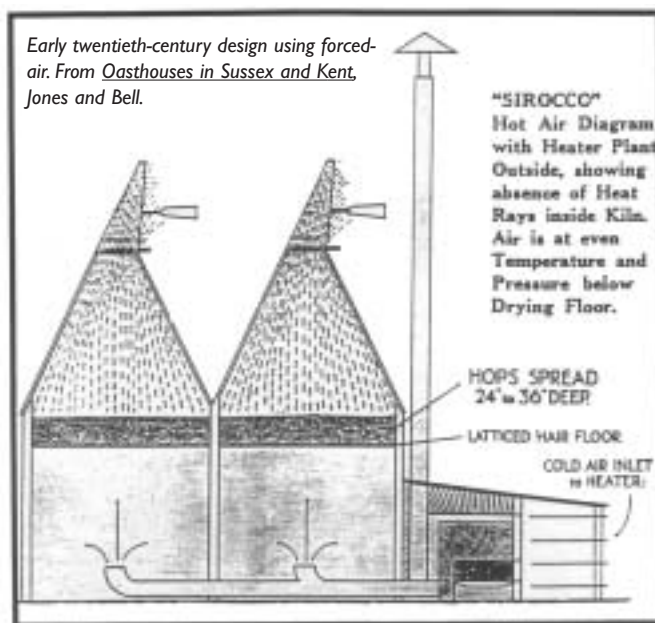 Early twentieth-century design using forced-
air. From Oasthouses in Sussex and Kent,
Jones and Bell.
"SIROCCO"
Hot Air Diagram
with Heater Plant
Outside, showing
absence of Heat
Rays inside Kiln.
Air is at even
Temperature and
Pressure below
Drying Floor.
HOPS SPREAD
24" to 36" DEEP.
LATTICED HAIR FLOOR
COLD AIR INLET
to HEATER: